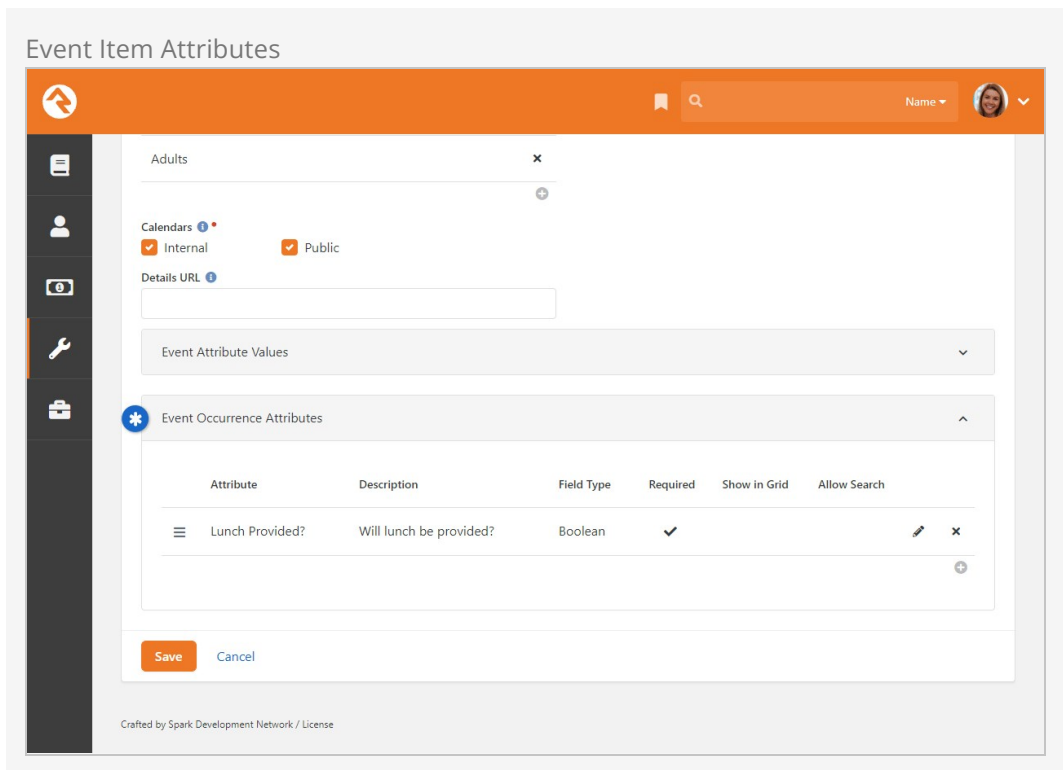 Event Item Attributes
Name
Adults
Calendars
Internal Public
Details URL
Event Attribute Values
Event Occurrence Attributes
Attribute Description Field Type Required Show in Grid Allow Search
Lunch Provided? Will lunch be provided? Boolean
Save Cancel
Crafted by Spark Development Network / License